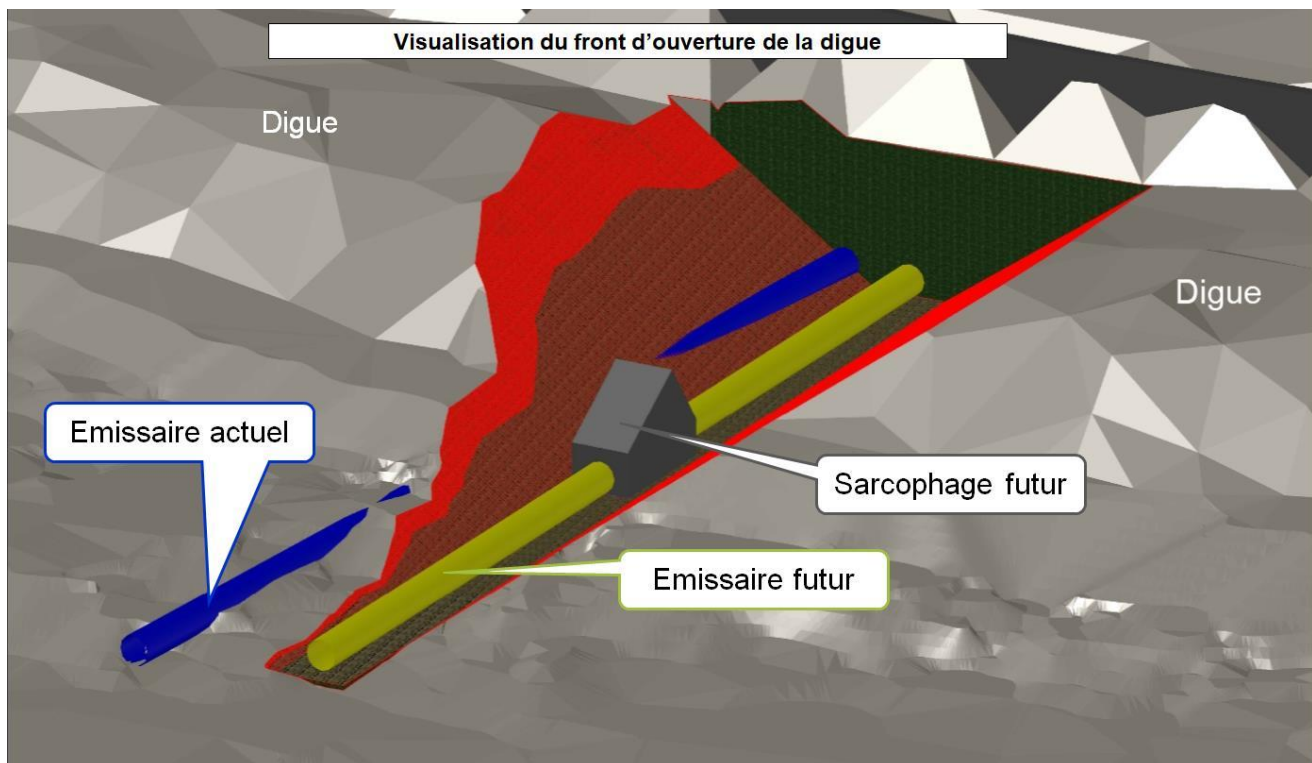 Visualisation du front d'ouverture de la digue
Digue
Digue
Emissaire actuel
Sarcophage futur
Emissaire futur